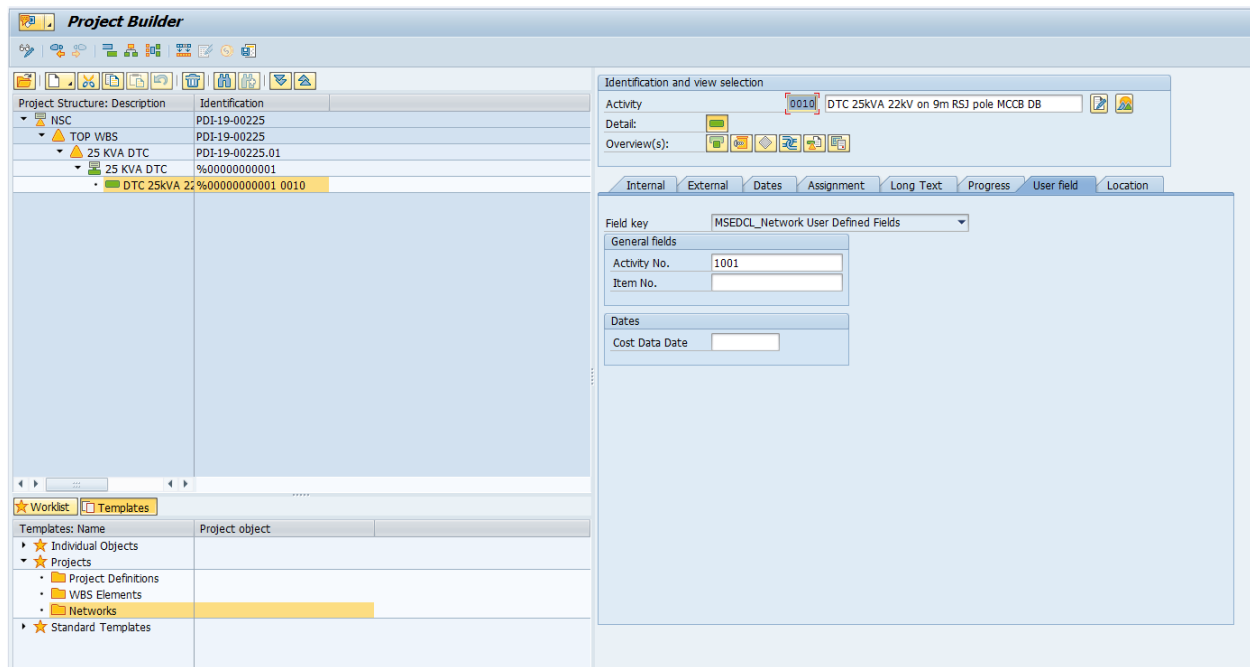 Project Builder
Project Structure: Description Identification
NSC PDI-19-00225
TOP WBS PDI-19-00225
25 KVA DTC PDI-19-00225.01
25 KVA DTC %00000000001
DTC 25kVA 22 %00000000001 0010
Worklist Templates
Templates: Name Project object
Individual Objects
Projects
Project Definitions
WBS Elements
Networks
Standard Templates
Identification and view selection
Activity 0010 DTC 25kVA 22kV on 9m RSJ pole MCCB DB
Detail:
Overview(s):
Internal External Dates Assignment Long Text Progress User field Location
Field key MSEDCL_Network User Defined Fields
General fields
Activity No. 1001
Item No.
Dates
Cost Data Date